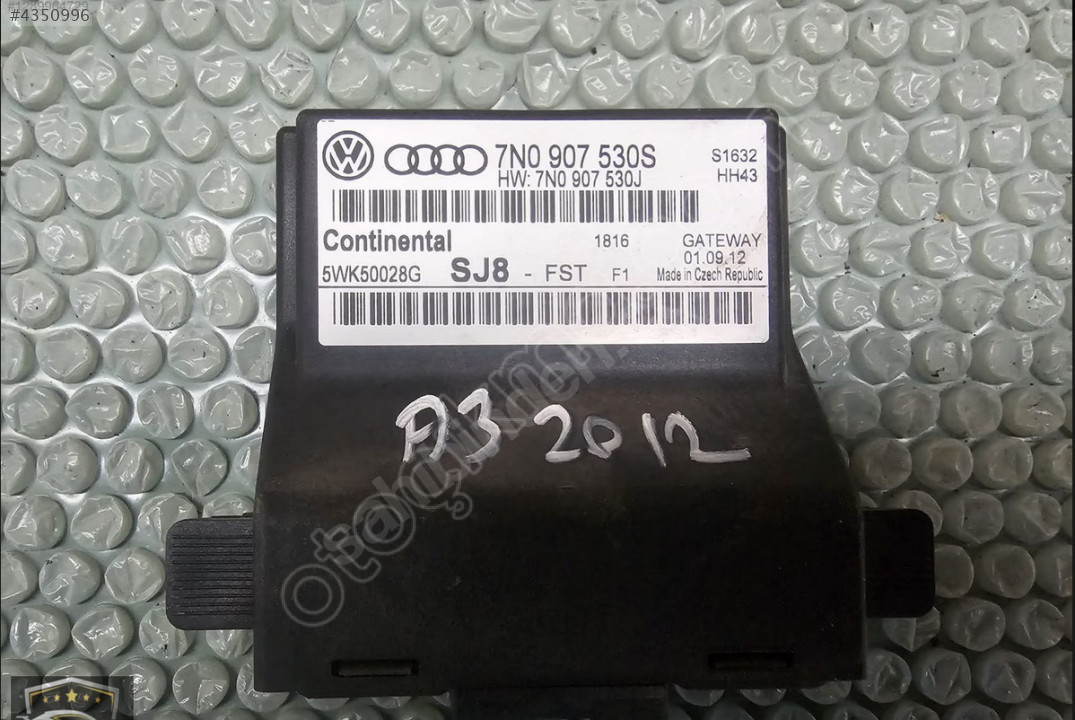 #4350996
7N0 907 530S
HW: 7N0 907 530J
S1632
HH43
Continental
1816
GATEWAY
01.09.12
5WK50028G
SJ8 - FST F1
Made in Czech Republic
A3 2012